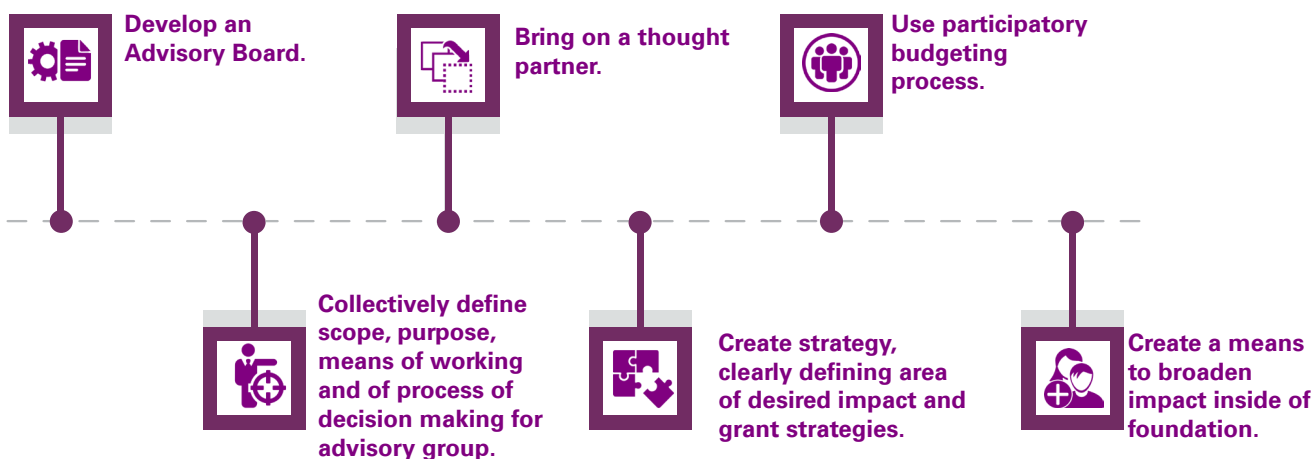 Develop an
Advisory Board.
Collectively define
scope, purpose,
means of working
and of process of
decision making for
advisory group.
Bring on a thought
partner.
Create strategy,
clearly defining area
of desired impact and
grant strategies.
Use participatory
budgeting
process.
Create a means
to broaden
impact inside of
foundation.